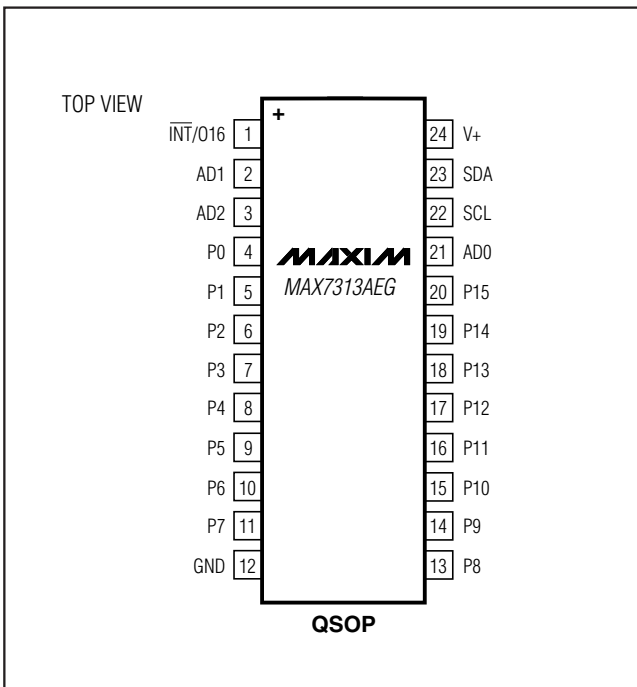 TOP VIEW
INT/O16 1 + 24 V+
AD1 2 23 SDA
AD2 3 22 SCL
P0 4 MAXIM 21 AD0
P1 5 MAX7313AEG 20 P15
P2 6 19 P14
P3 7 18 P13
P4 8 17 P12
P5 9 16 P11
P6 10 15 P10
P7 11 14 P9
GND 12 13 P8
QSOP